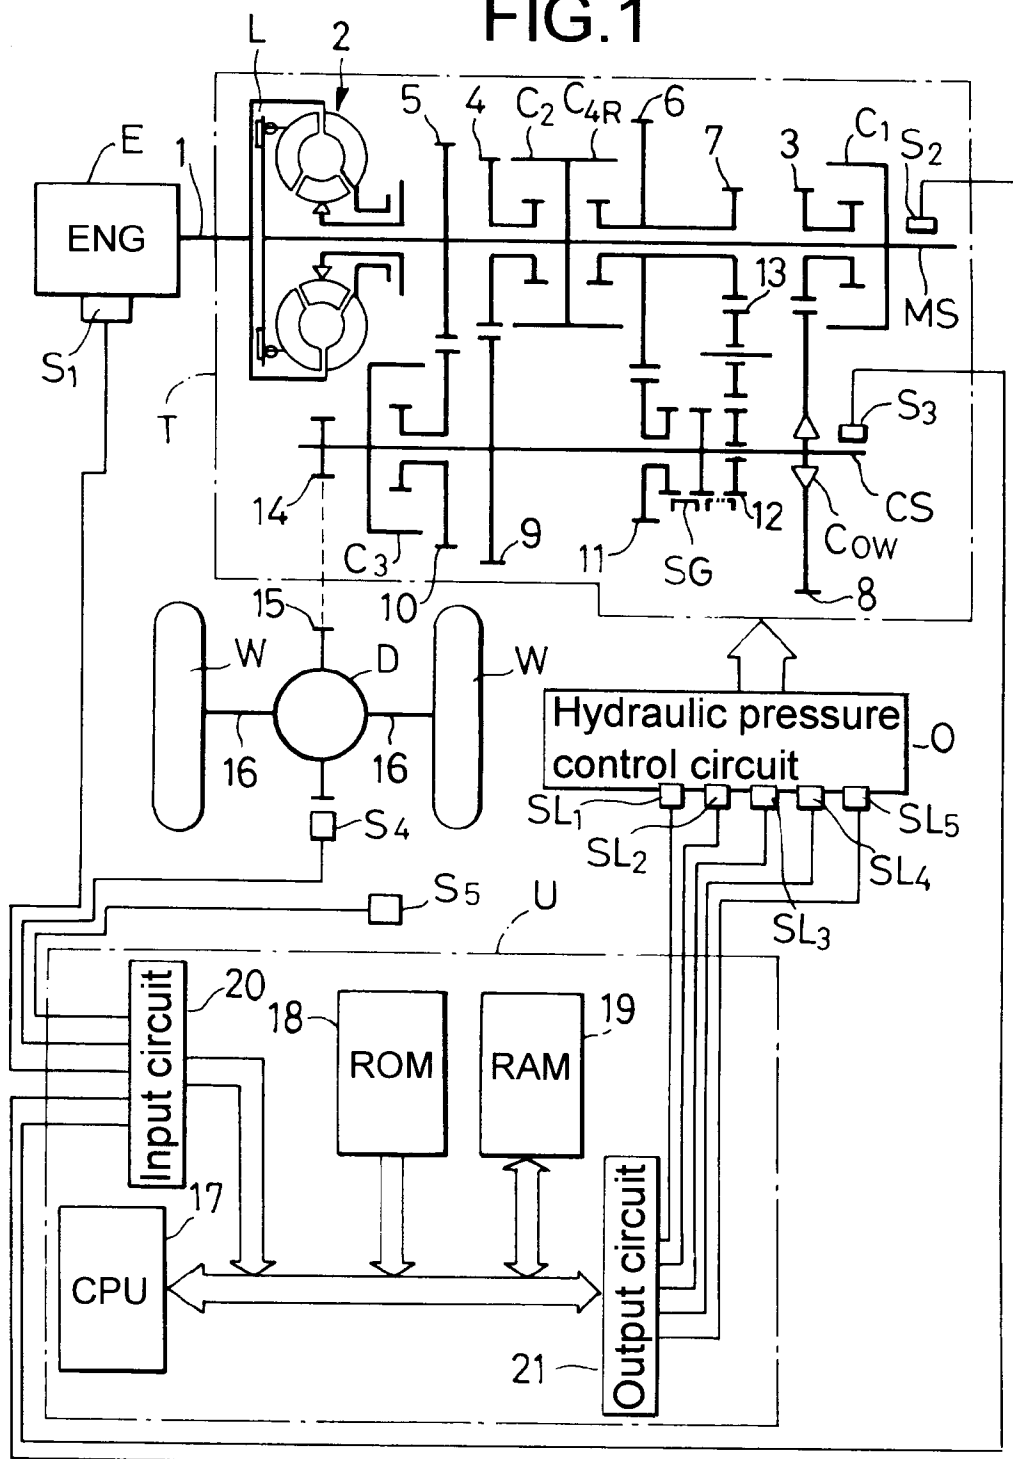 FIG.1
L
2
E
1
ENG
S1
T
5
4
C2
C4R
6
7
3
C1
S2
13
MS
S3
14
C3
10
9
11
SG
12
COW
CS
8
15
W
D
W
16
16
S4
S5
Hydraulic pressure
control circuit
O
SL1
SL2
SL3
SL4
SL5
U
Input circuit
20
18
ROM
19
RAM
17
CPU
Output circuit
21